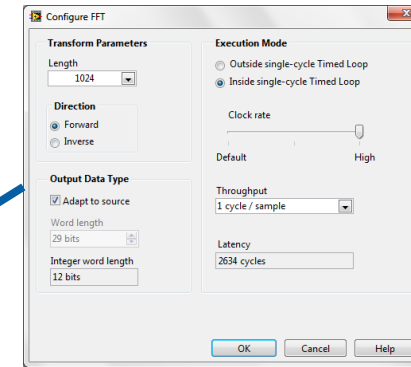 Configure FFT
Transform Parameters
Length
1024
Direction
Forward
Inverse
Output Data Type
Adapt to source
Word length
29 bits
Integer word length
12 bits
Execution Mode
Outside single-cycle Timed Loop
Inside single-cycle Timed Loop
Clock rate
Default High
Throughput
1 cycle / sample
Latency
2634 cycles
OK Cancel Help